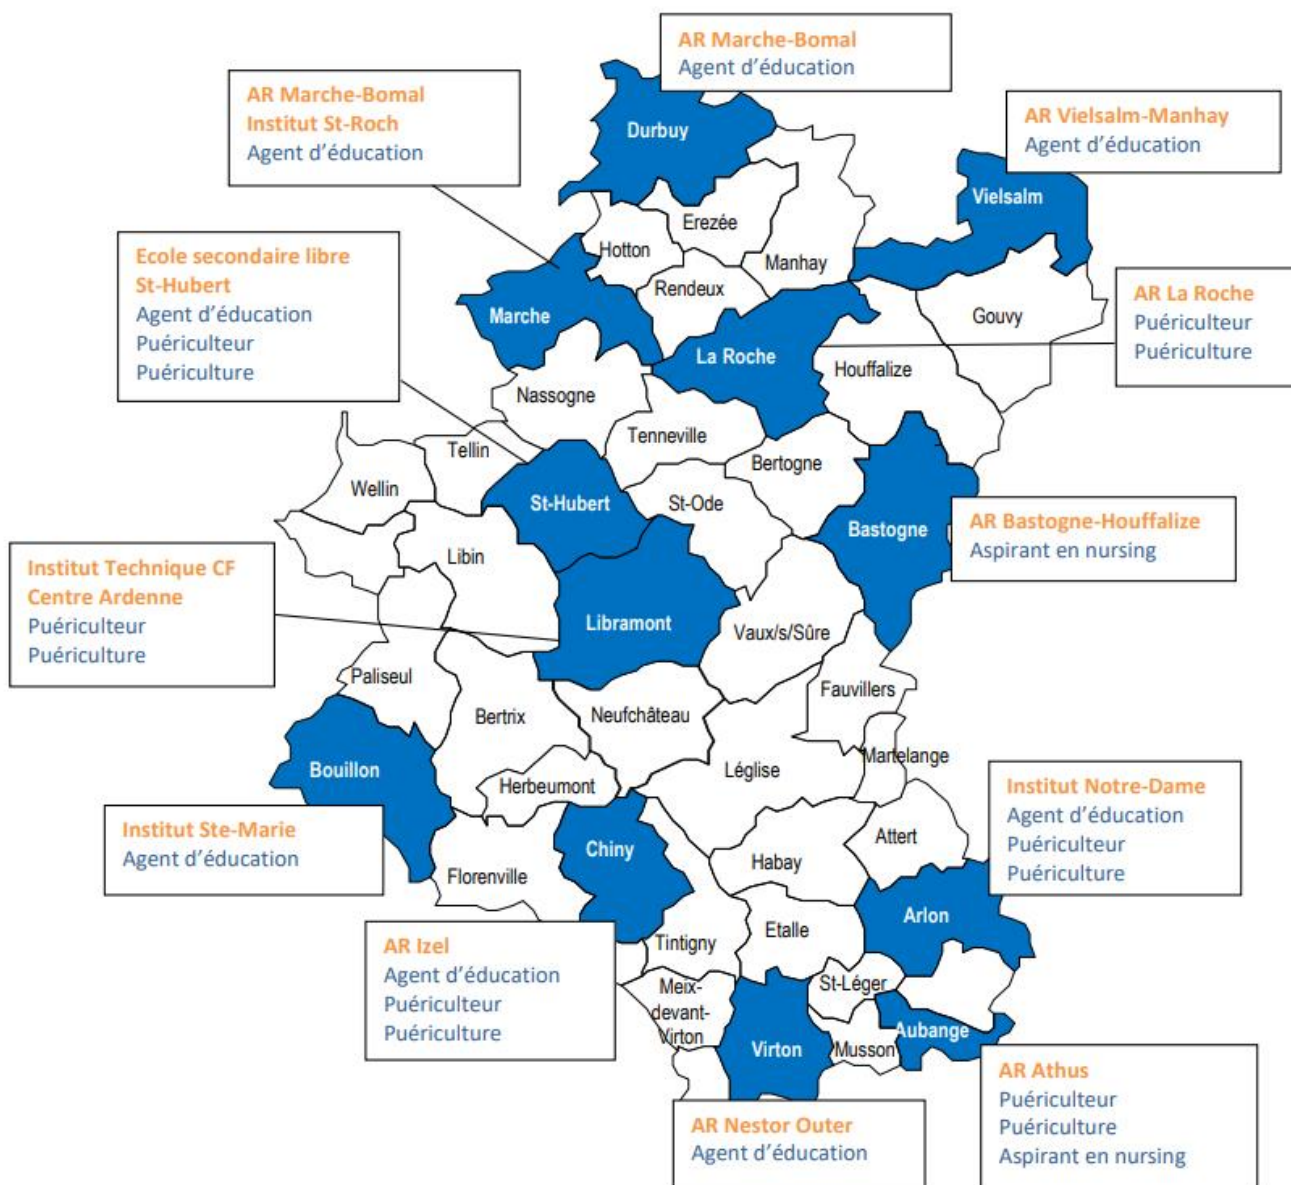 AR Marche-Bomal
Agent d'éducation
AR Marche-Bomal
Institut St-Roch
Agent d'éducation
AR Vielsalm-Manhay
Agent d'éducation
Durbuy
Vielsalm
Erezée
Hotton
Manhay
Ecole secondaire libre
St-Hubert
Agent d'éducation
Puériculteur
Puériculture
Rendeux
AR La Roche
Puériculteur
Puériculture
Marche
Gouvy
La Roche
Houffalize
Nassogne
Tenneville
Tellin
Bertogne
Wellin
St-Hubert
St-Ode
Bastogne
AR Bastogne-Houffalize
Aspirant en nursing
Libin
Institut Technique CF
Centre Ardenne
Puériculteur
Puériculture
Libramont
Vaux/s/Sûre
Paliseul
Fauvillers
Bertrix
Neufchâteau
Martelange
Bouillon
Léglise
Herbeumont
Institut Notre-Dame
Agent d'éducation
Puériculteur
Puériculture
Institut Ste-Marie
Agent d'éducation
Attert
Chiny
Habay
Florenville
Arlon
Etalle
Tintigny
AR Izel
Agent d'éducation
Puériculteur
Puériculture
St-Léger
Meix-
devant-
Virton
Aubange
Virton
Musson
AR Athus
Puériculteur
Puériculture
Aspirant en nursing
AR Nestor Outer
Agent d'éducation